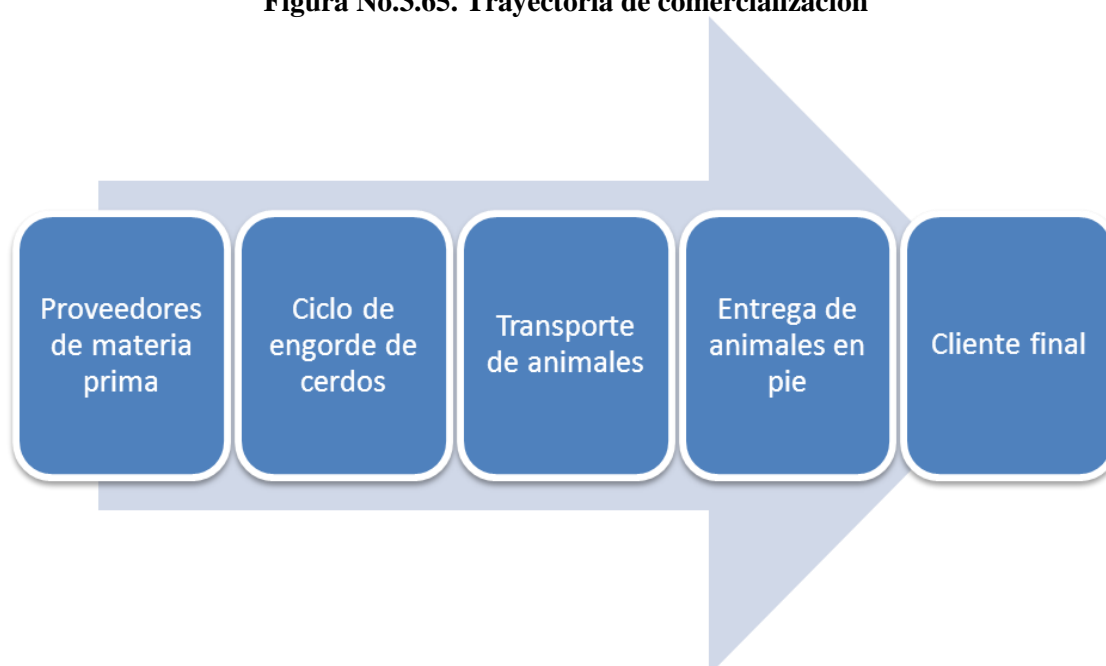 Figura No.3.65. Trayectoria de comercialización
Proveedores
de materia
prima
Ciclo de
engorde de
cerdos
Transporte
de animales
Entrega de
animales en
pie
Cliente final